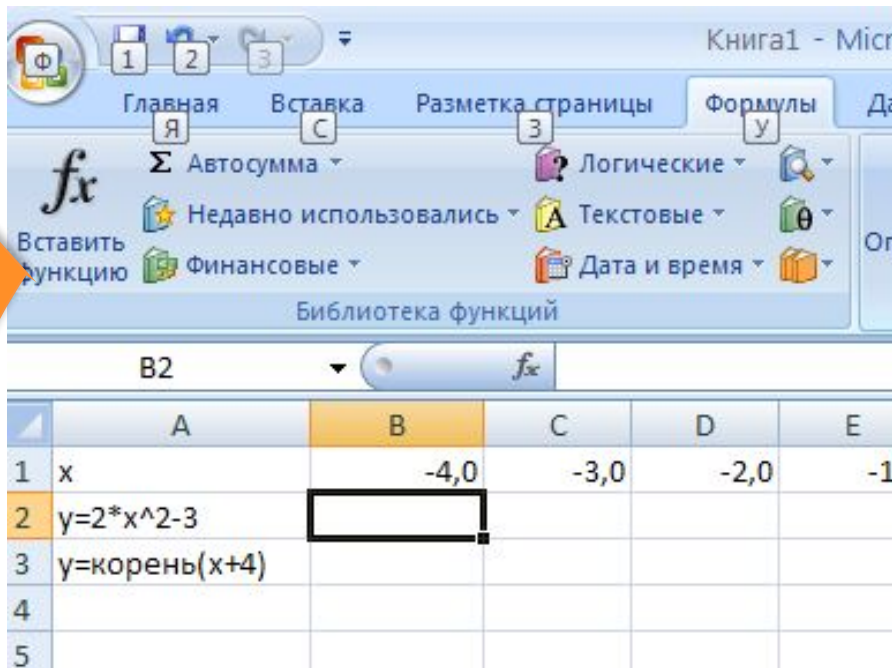 Книга1 - Micr
Ф 1 2 3
Главная Вставка Разметка страницы Формулы Да
Я С З У
fx Σ Автосумма Логические
Вставить функцию Недавно использовались A Текстовые θ
Финансовые Дата и время
Библиотека функций
B2 fx
A B C D E
1 x -4,0 -3,0 -2,0 -1
2 y=2*x^2-3
3 y=корень(x+4)
4
5